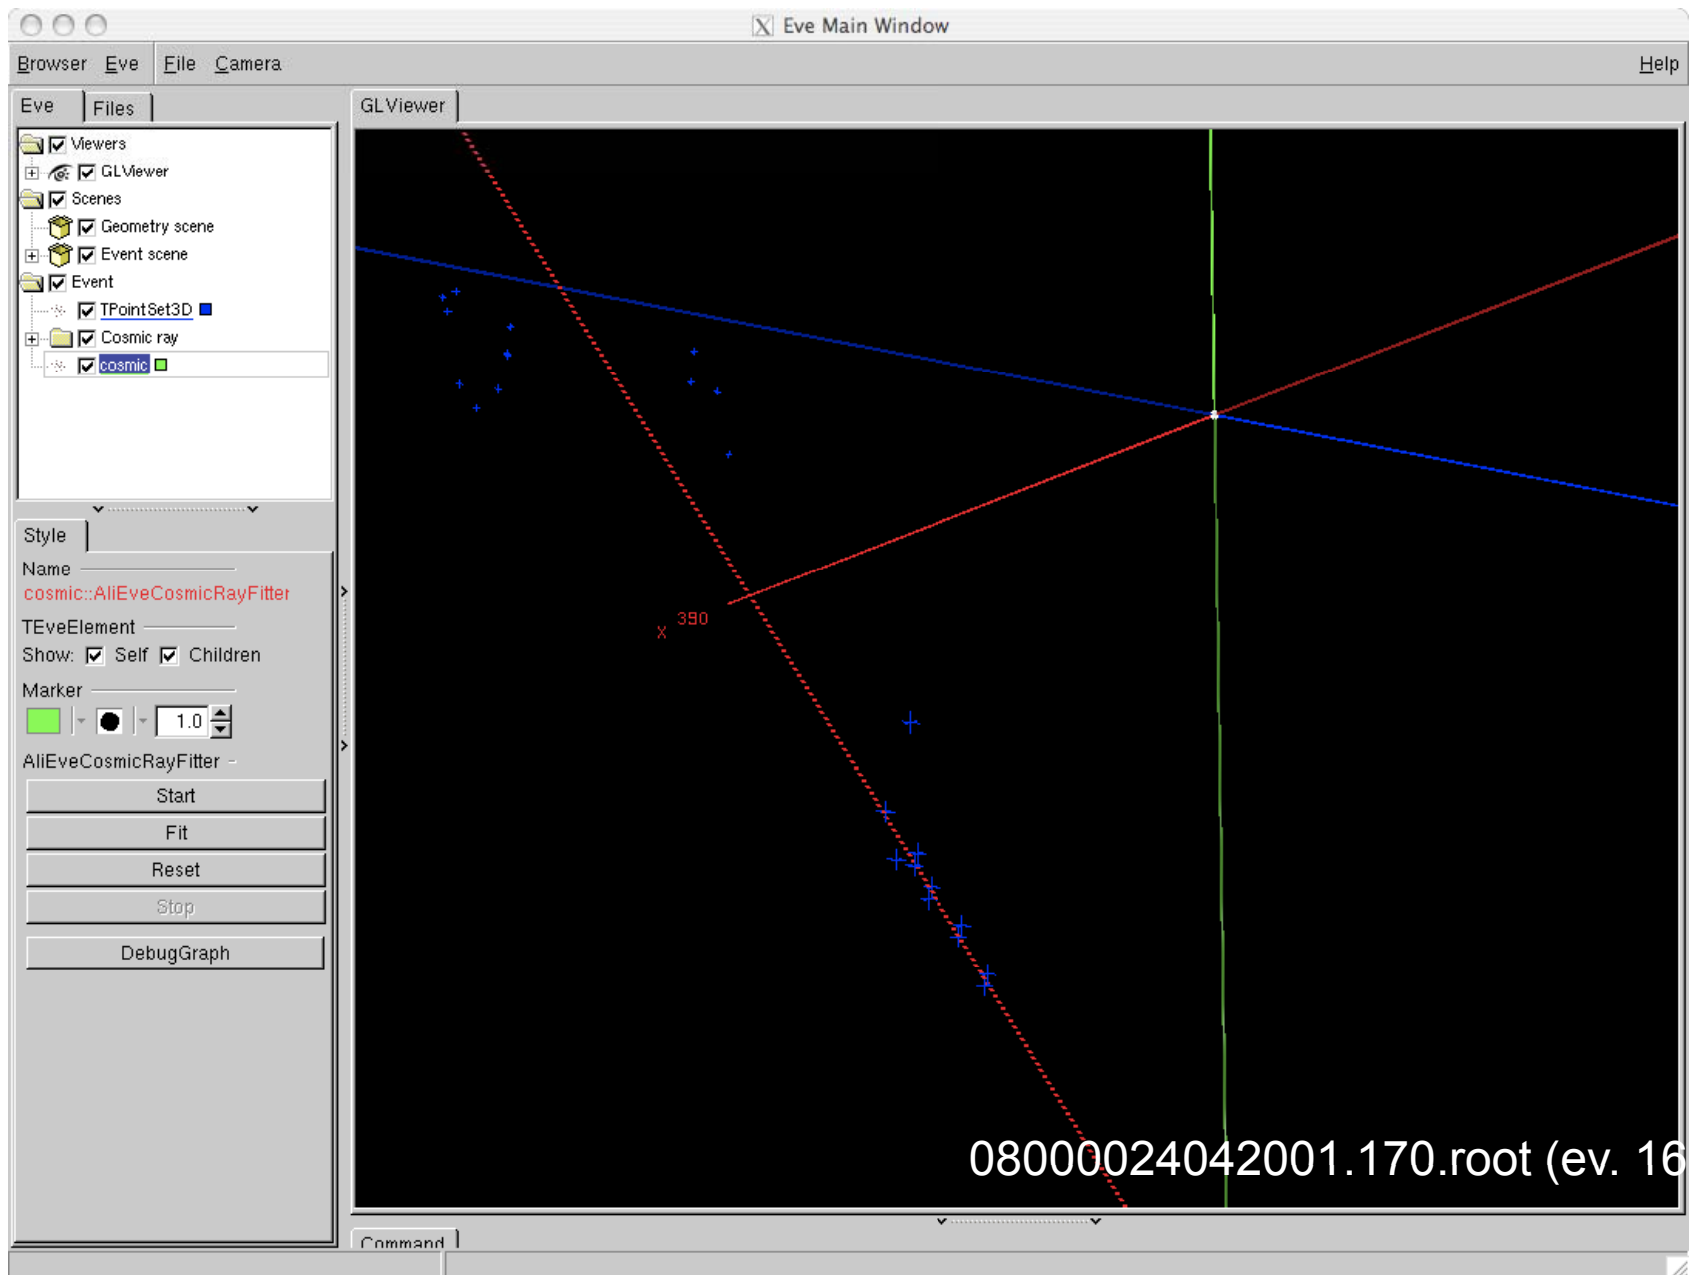 Eve Main Window
Browser Eve File Camera Help
Eve Files GLViewer
Viewers
GLViewer
Scenes
Geometry scene
Event scene
Event
TPointSet3D
Cosmic ray
cosmic
Style
Name
cosmic::AliEveCosmicRayFitter
TEveElement
Show: Self Children
Marker
1.0
AliEveCosmicRayFitter
Start
Fit
Reset
Stop
DebugGraph
390
X
08000024042001.170.root (ev. 16
Command